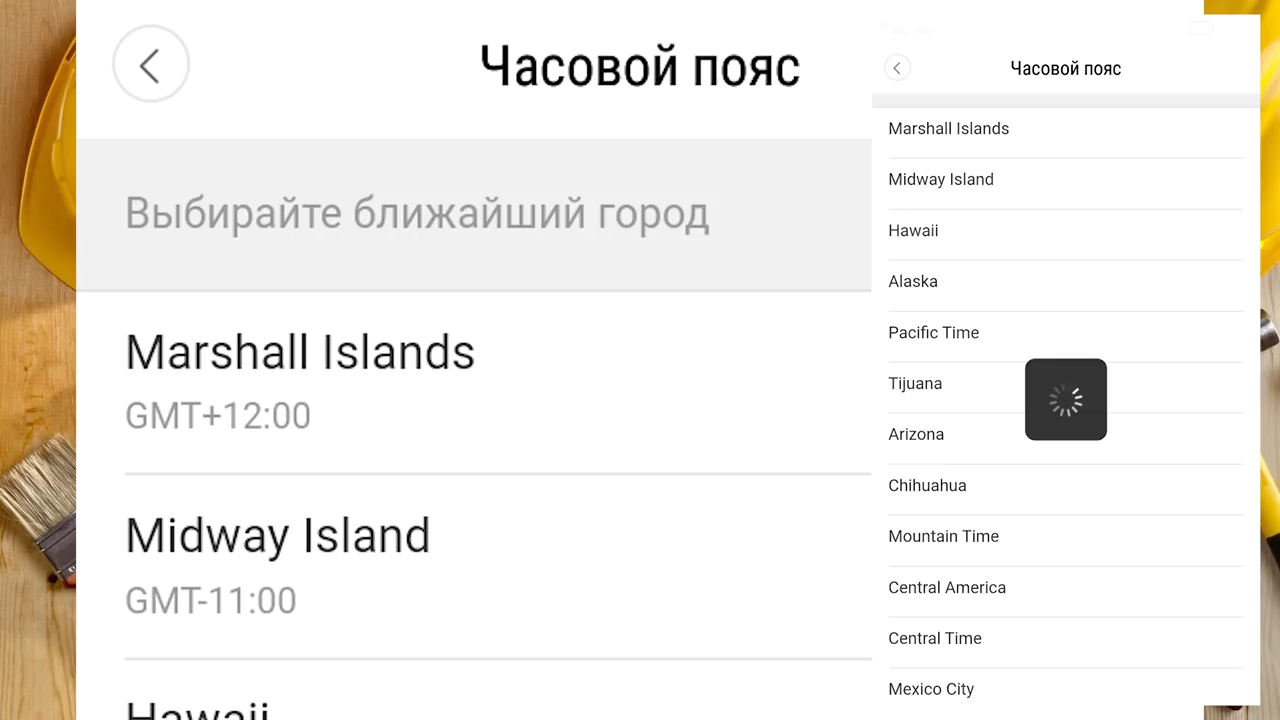 Часовой пояс
Выбирайте ближайший город
Marshall Islands
GMT+12:00
Midway Island
GMT-11:00
Hawaii
Часовой пояс
Marshall Islands
Midway Island
Hawaii
Alaska
Pacific Time
Tijuana
Arizona
Chihuahua
Mountain Time
Central America
Central Time
Mexico City